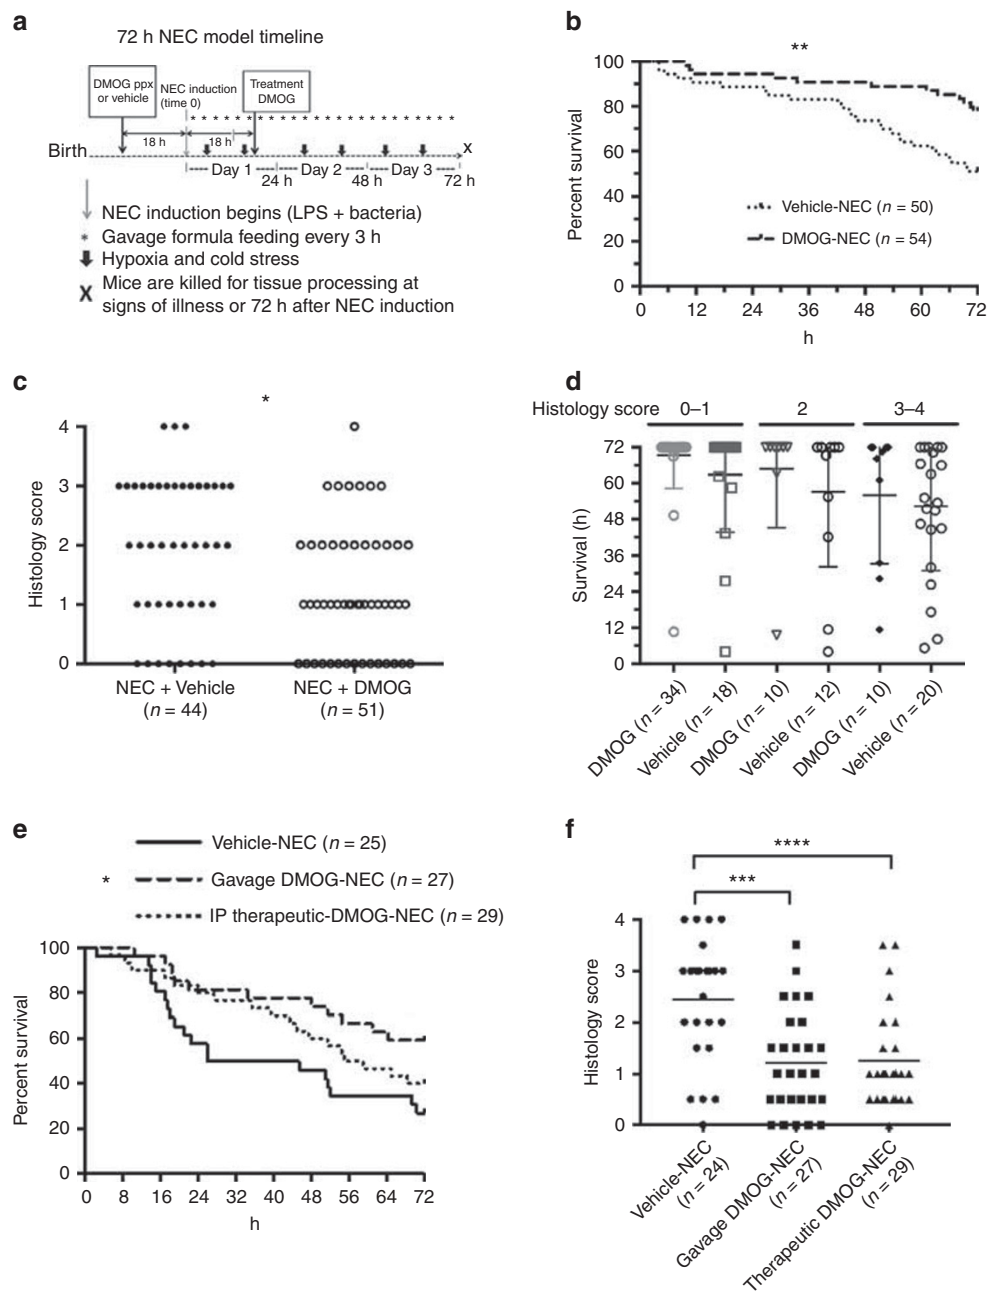 a
72 h NEC model timeline
DMOG ppx
or vehicle
NEC induction
(time 0)
Treatment
DMOG
* * * * * * * * * * * * * * * * * * * * * * * *
18 h
18 h
Birth
x
Day 1
Day 2
Day 3
24 h
48 h
72 h
NEC induction begins (LPS + bacteria)
* Gavage formula feeding every 3 h
Hypoxia and cold stress
X Mice are killed for tissue processing at
signs of illness or 72 h after NEC induction
b
**
100
80
60
40
20
0
Percent survival
Vehicle-NEC (n = 50)
DMOG-NEC (n = 54)
0 12 24 36 48 60 72
h
c
*
4
3
2
1
0
Histology score
NEC + Vehicle
(n = 44)
NEC + DMOG
(n = 51)
d
Histology score 0–1 2 3–4
72
60
48
36
24
12
0
Survival (h)
DMOG (n = 34)
Vehicle (n = 18)
DMOG (n = 10)
Vehicle (n = 12)
DMOG (n = 10)
Vehicle (n = 20)
e
Vehicle-NEC (n = 25)
* Gavage DMOG-NEC (n = 27)
IP therapeutic-DMOG-NEC (n = 29)
100
80
60
40
20
0
Percent survival
0 8 16 24 32 40 48 56 64 72
h
f
****
***
4
3
2
1
0
Histology score
Vehicle-NEC
(n = 24)
Gavage DMOG-NEC
(n = 27)
Therapeutic DMOG-NEC
(n = 29)